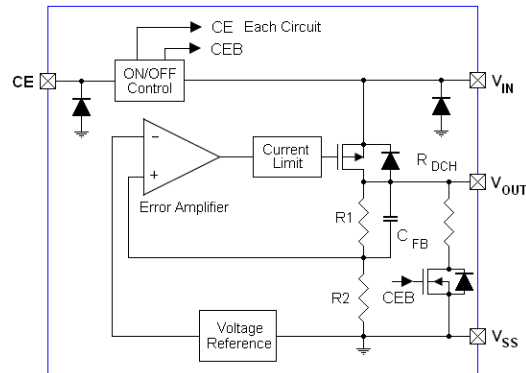 CE Each Circuit
CEB
CE
ON/OFF
Control
VIN
−
+
Error Amplifier
Current
Limit
RDCH
VOUT
R1
CFB
R2
CEB
Voltage
Reference
VSS